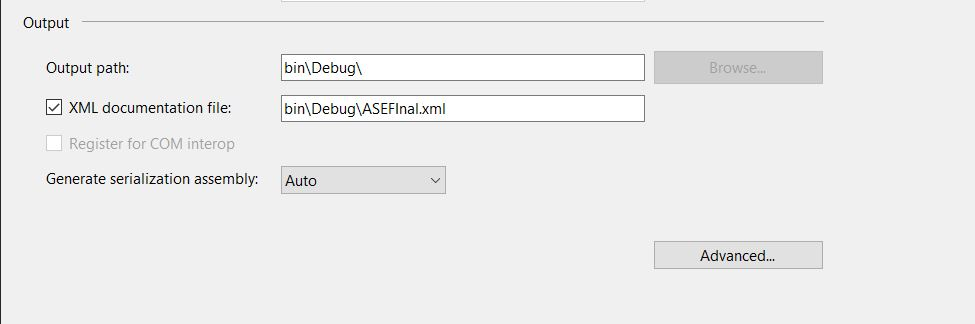 Output
Output path: bin\Debug\ Browse...
XML documentation file: bin\Debug\ASEFInal.xml
Register for COM interop
Generate serialization assembly: Auto
Advanced...